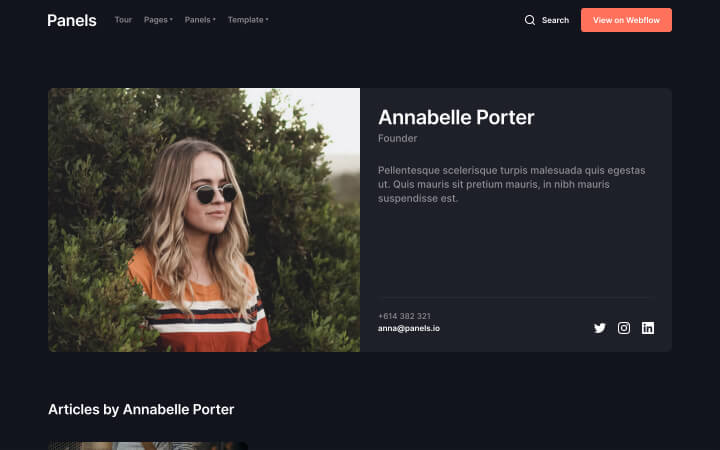 Panels
Tour Pages Panels Template
Search
View on Webflow
Annabelle Porter
Founder
Pellentesque scelerisque turpis malesuada quis egestas
ut. Quis mauris sit pretium mauris, in nibh mauris
suspendisse est.
+614 382 321
anna@panels.io
Articles by Annabelle Porter